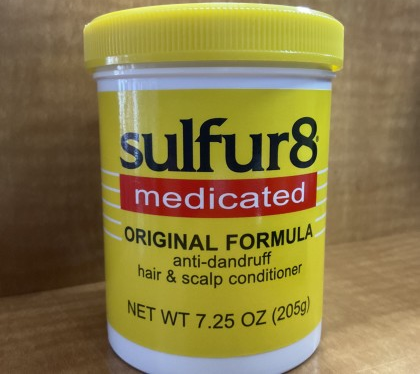 sulfur8
medicated
ORIGINAL FORMULA
anti-dandruff
hair & scalp conditioner
NET WT 7.25 OZ (205g)